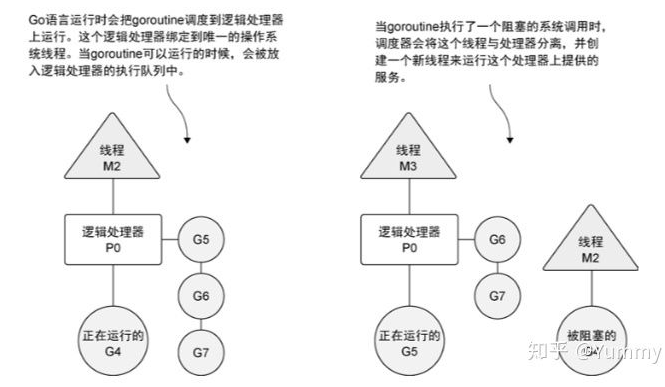 Go语言运行时会把goroutine调度到逻辑处理器
上运行。这个逻辑处理器绑定到唯一的操作系
统线程。当goroutine可以运行的时候，会被放
入逻辑处理器的执行队列中。
当goroutine执行了一个阻塞的系统调用时，
调度器会将这个线程与处理器分离，并创
建一个新线程来运行这个处理器上提供的
服务。
线程
M2
逻辑处理器
P0
G5
G6
G7
正在运行的
G4
线程
M3
逻辑处理器
P0
G6
G7
正在运行的
G5
线程
M2
被阻塞的
G4
知乎 @Yummy